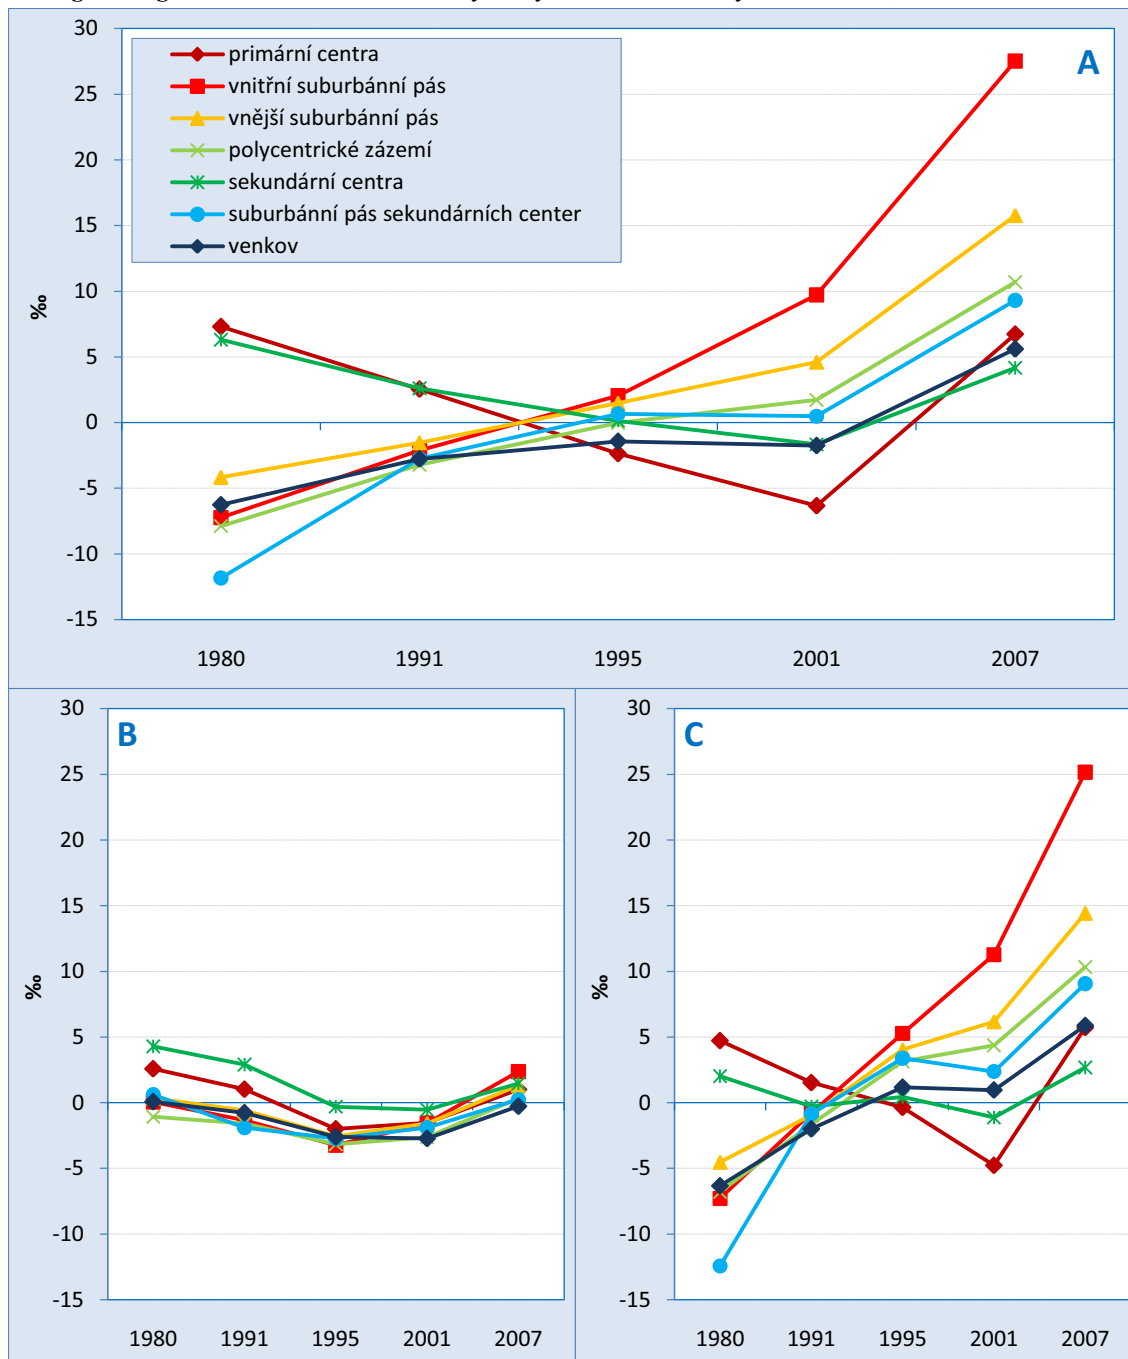 30
25
20
15
10
5
0
-5
-10
-15
‰
A
primární centra
vnitřní suburbánní pás
vnější suburbánní pás
polycentrické zázemí
sekundární centra
suburbánní pás sekundárních center
venkov
1980 1991 1995 2001 2007
30
25
20
15
10
5
0
-5
-10
-15
‰
B
1980 1991 1995 2001 2007
30
25
20
15
10
5
0
-5
-10
-15
‰
C
1980 1991 1995 2001 2007